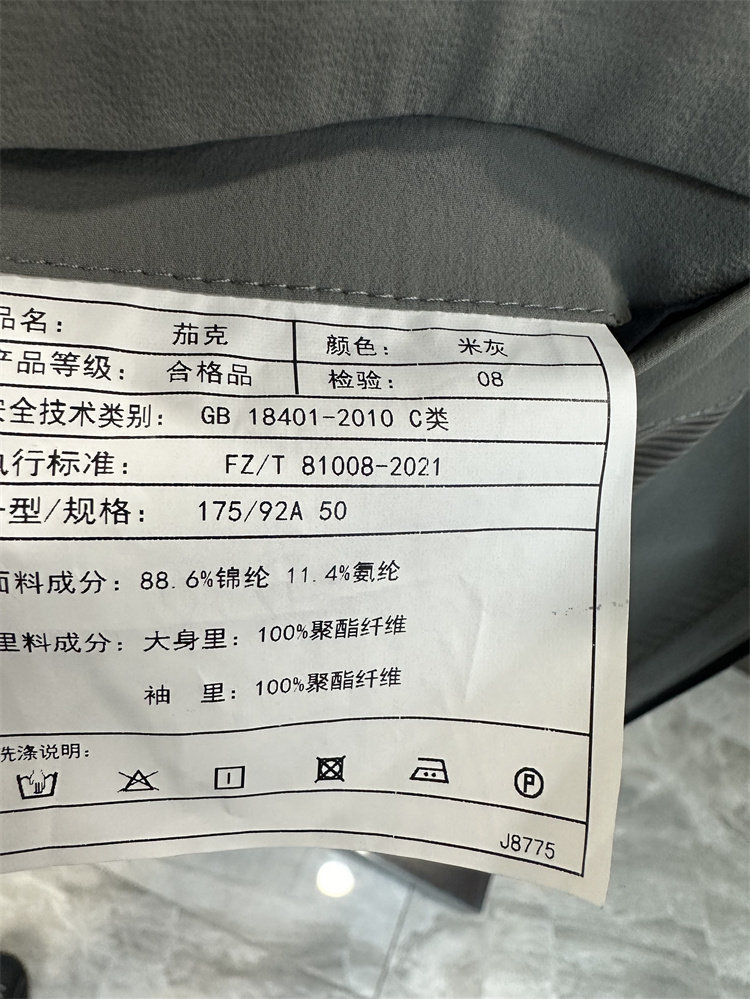 品名： 茄克 颜色： 米灰
产品等级： 合格品 检验： 08
安全技术类别： GB 18401-2010 C类
执行标准： FZ/T 81008-2021
型/规格： 175/92A 50
面料成分： 88.6%锦纶 11.4%氨纶
里料成分： 大身里： 100%聚酯纤维
袖 里： 100%聚酯纤维
洗涤说明：
P
J8775